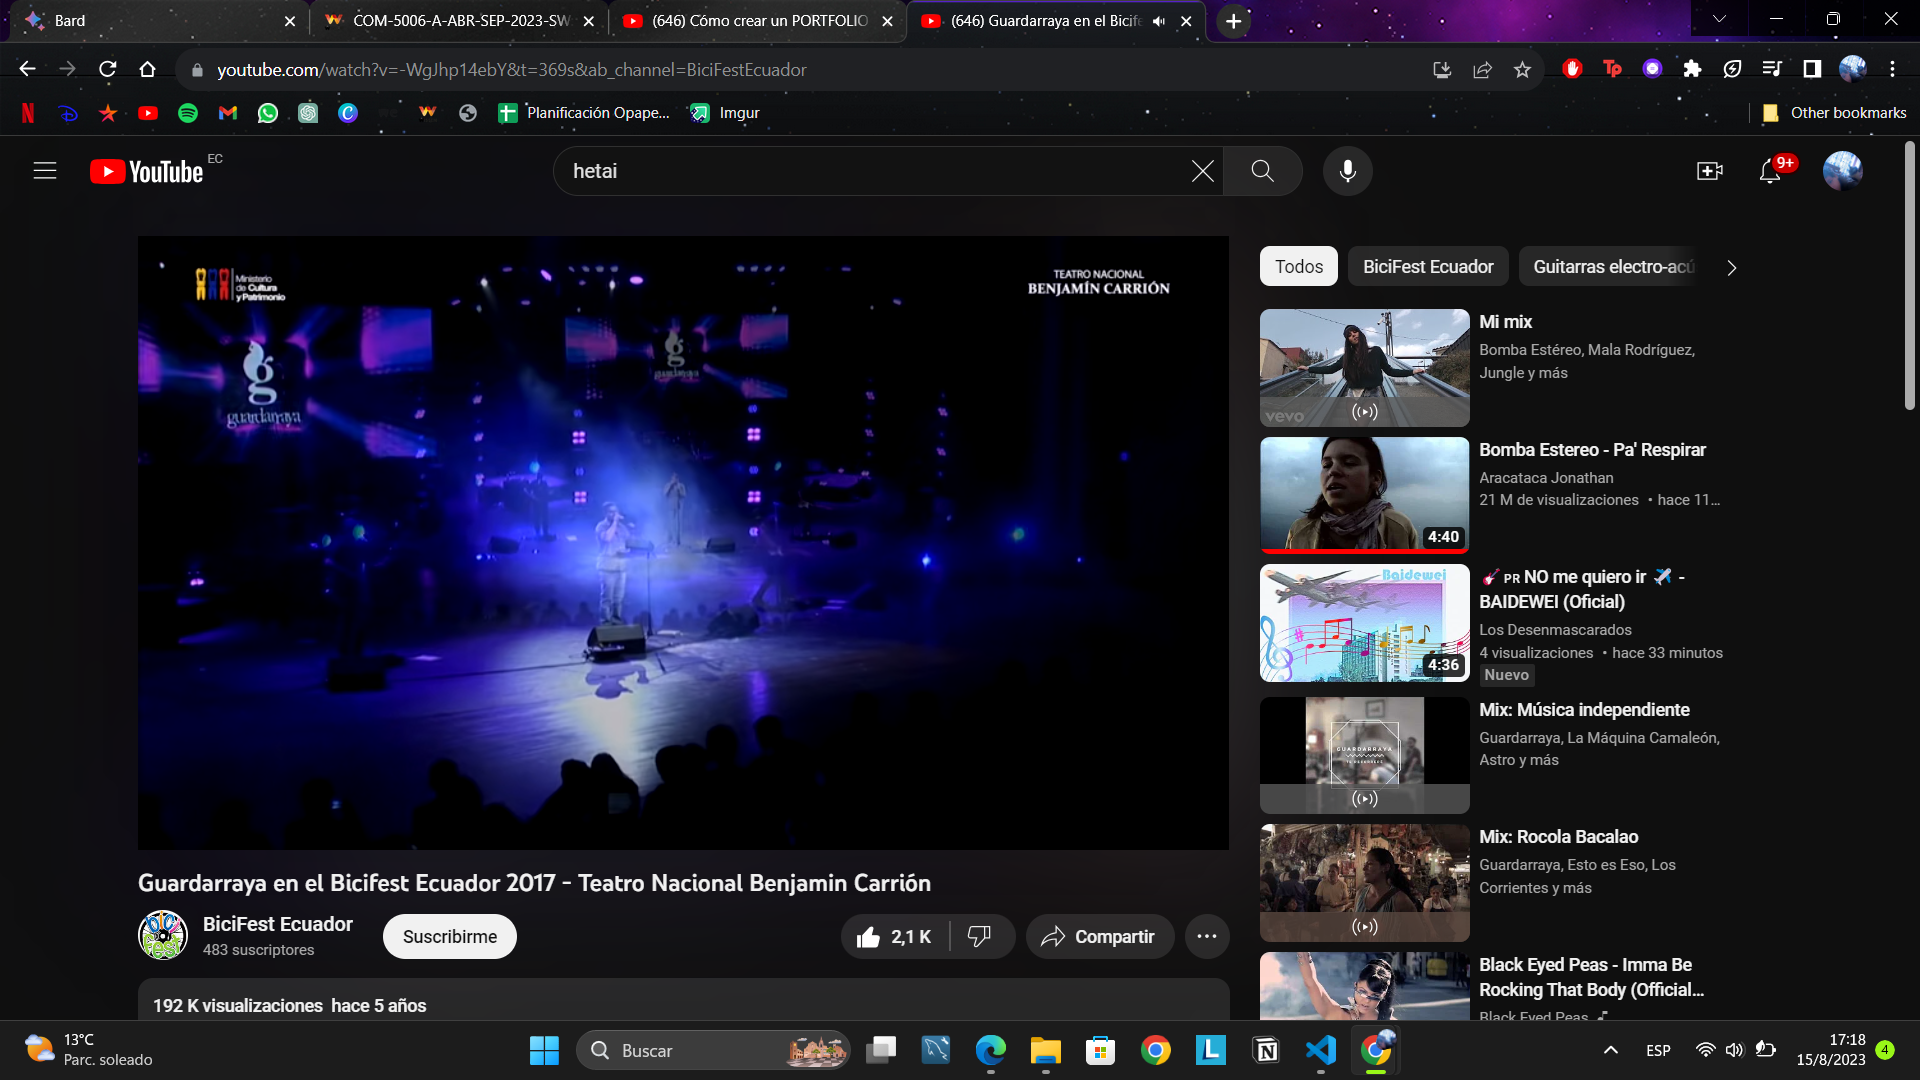 Bard
COM-5006-A-ABR-SEP-2023-SW
(646) Cómo crear un PORTFOLIO
(646) Guardarraya en el Bicife
youtube.com/watch?v=-WgJhp14ebY&t=369s&ab_channel=BiciFestEcuador
Planificación Opape...
Imgur
Other bookmarks
YouTube EC
hetai
9+
Ministerio
de Cultura
y Patrimonio
TEATRO NACIONAL
BENJAMÍN CARRIÓN
guardarraya
guardarraya
Todos
BiciFest Ecuador
Guitarras electro-acú
vevo
Mi mix
Bomba Estéreo, Mala Rodríguez,
Jungle y más
4:40
Bomba Estereo - Pa' Respirar
Aracataca Jonathan
21 M de visualizaciones • hace 11...
Baidewei
4:36
PR NO me quiero ir ✈️ -
BAIDEWEI (Oficial)
Los Desenmascarados
4 visualizaciones • hace 33 minutos
Nuevo
GUARDARRAYA
Mix: Música independiente
Guardarraya, La Máquina Camaleón,
Astro y más
Mix: Rocola Bacalao
Guardarraya, Esto es Eso, Los
Corrientes y más
Black Eyed Peas - Imma Be
Rocking That Body (Official...
Black Eyed Peas
Guardarraya en el Bicifest Ecuador 2017 - Teatro Nacional Benjamin Carrión
BiciFest Ecuador
483 suscriptores
Suscribirme
2,1 K
Compartir
192 K visualizaciones hace 5 años
13°C
Parc. soleado
Buscar
ESP
17:18
15/8/2023
4